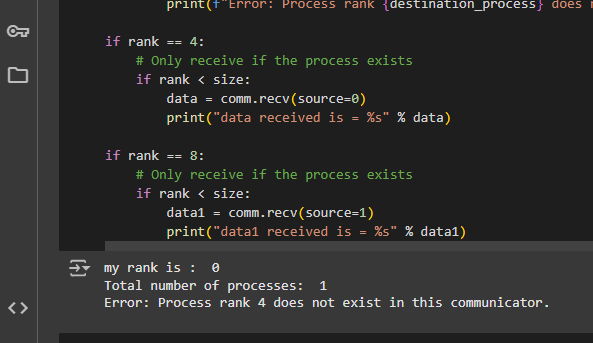 print(f"Error: Process rank {destination_process} does
if rank == 4:
# Only receive if the process exists
if rank < size:
data = comm.recv(source=0)
print("data received is = %s" % data)
if rank == 8:
# Only receive if the process exists
if rank < size:
data1 = comm.recv(source=1)
print("data1 received is = %s" % data1)
my rank is :  0
Total number of processes:  1
Error: Process rank 4 does not exist in this communicator.